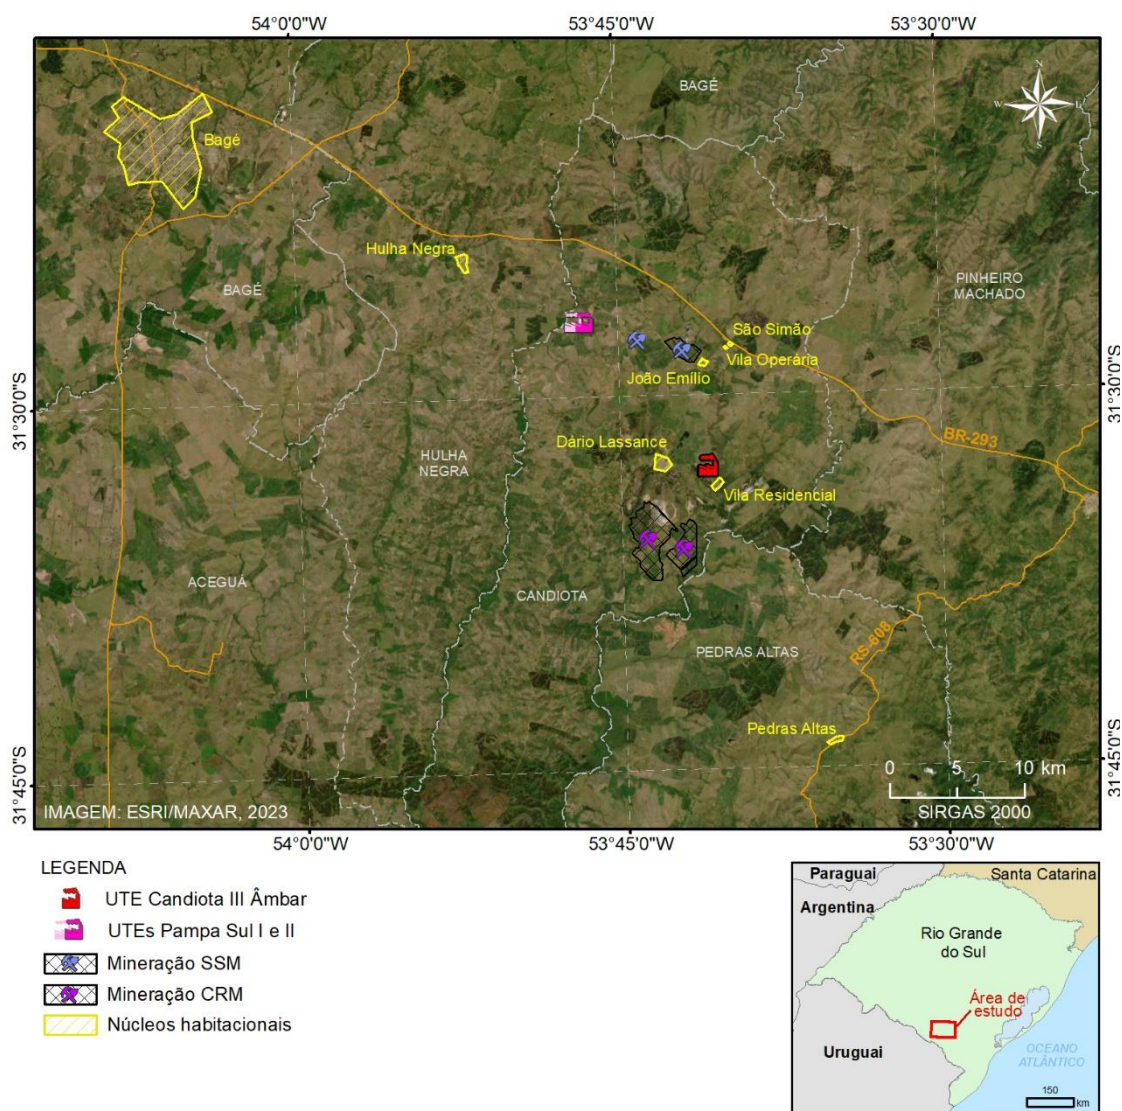 54°0'0"W
53°45'0"W
53°30'0"W
BAGÉ
N
W
E
S
Bagé
Hulha Negra
BAGÉ
PINHEIRO
MACHADO
São Simão
Vila Operária
João Emílio
31°30'0"S
31°30'0"S
BR-293
Dário Lassance
HULHA
NEGRA
Vila Residencial
ACEGUÁ
CANDIOTA
PEDRAS ALTAS
RS-608
Pedras Altas
0 5 10 km
SIRGAS 2000
31°45'0"S
31°45'0"S
IMAGEM: ESRI/MAXAR, 2023
54°0'0"W
53°45'0"W
53°30'0"W
LEGENDA
UTE Candiota III Âmbar
UTEs Pampa Sul I e II
Mineração SSM
Mineração CRM
Núcleos habitacionais
Paraguai
Santa Catarina
Argentina
Rio Grande
do Sul
Área de
estudo
Uruguai
OCEANO
ATLÂNTICO
150
km